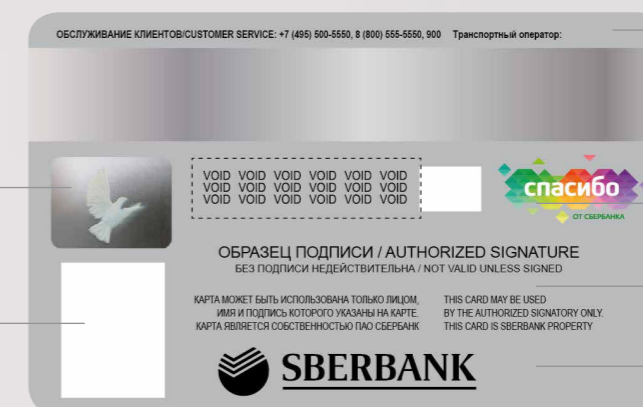 ОБСЛУЖИВАНИЕ КЛИЕНТОВ/CUSTOMER SERVICE: +7 (495) 500-5550, 8 (800) 555-5550, 900 Транспортный оператор:
VOID VOID VOID VOID VOID VOID
VOID VOID VOID VOID VOID VOID
VOID VOID VOID VOID VOID VOID
спасибо
ОТ СБЕРБАНКА
ОБРАЗЕЦ ПОДПИСИ / AUTHORIZED SIGNATURE
БЕЗ ПОДПИСИ НЕДЕЙСТВИТЕЛЬНА / NOT VALID UNLESS SIGNED
КАРТА МОЖЕТ БЫТЬ ИСПОЛЬЗОВАНА ТОЛЬКО ЛИЦОМ,
ИМЯ И ПОДПИСЬ КОТОРОГО УКАЗАНЫ НА КАРТЕ.
КАРТА ЯВЛЯЕТСЯ СОБСТВЕННОСТЬЮ ПАО СБЕРБАНК
THIS CARD MAY BE USED
BY THE AUTHORIZED SIGNATORY ONLY.
THIS CARD IS SBERBANK PROPERTY
SBERBANK